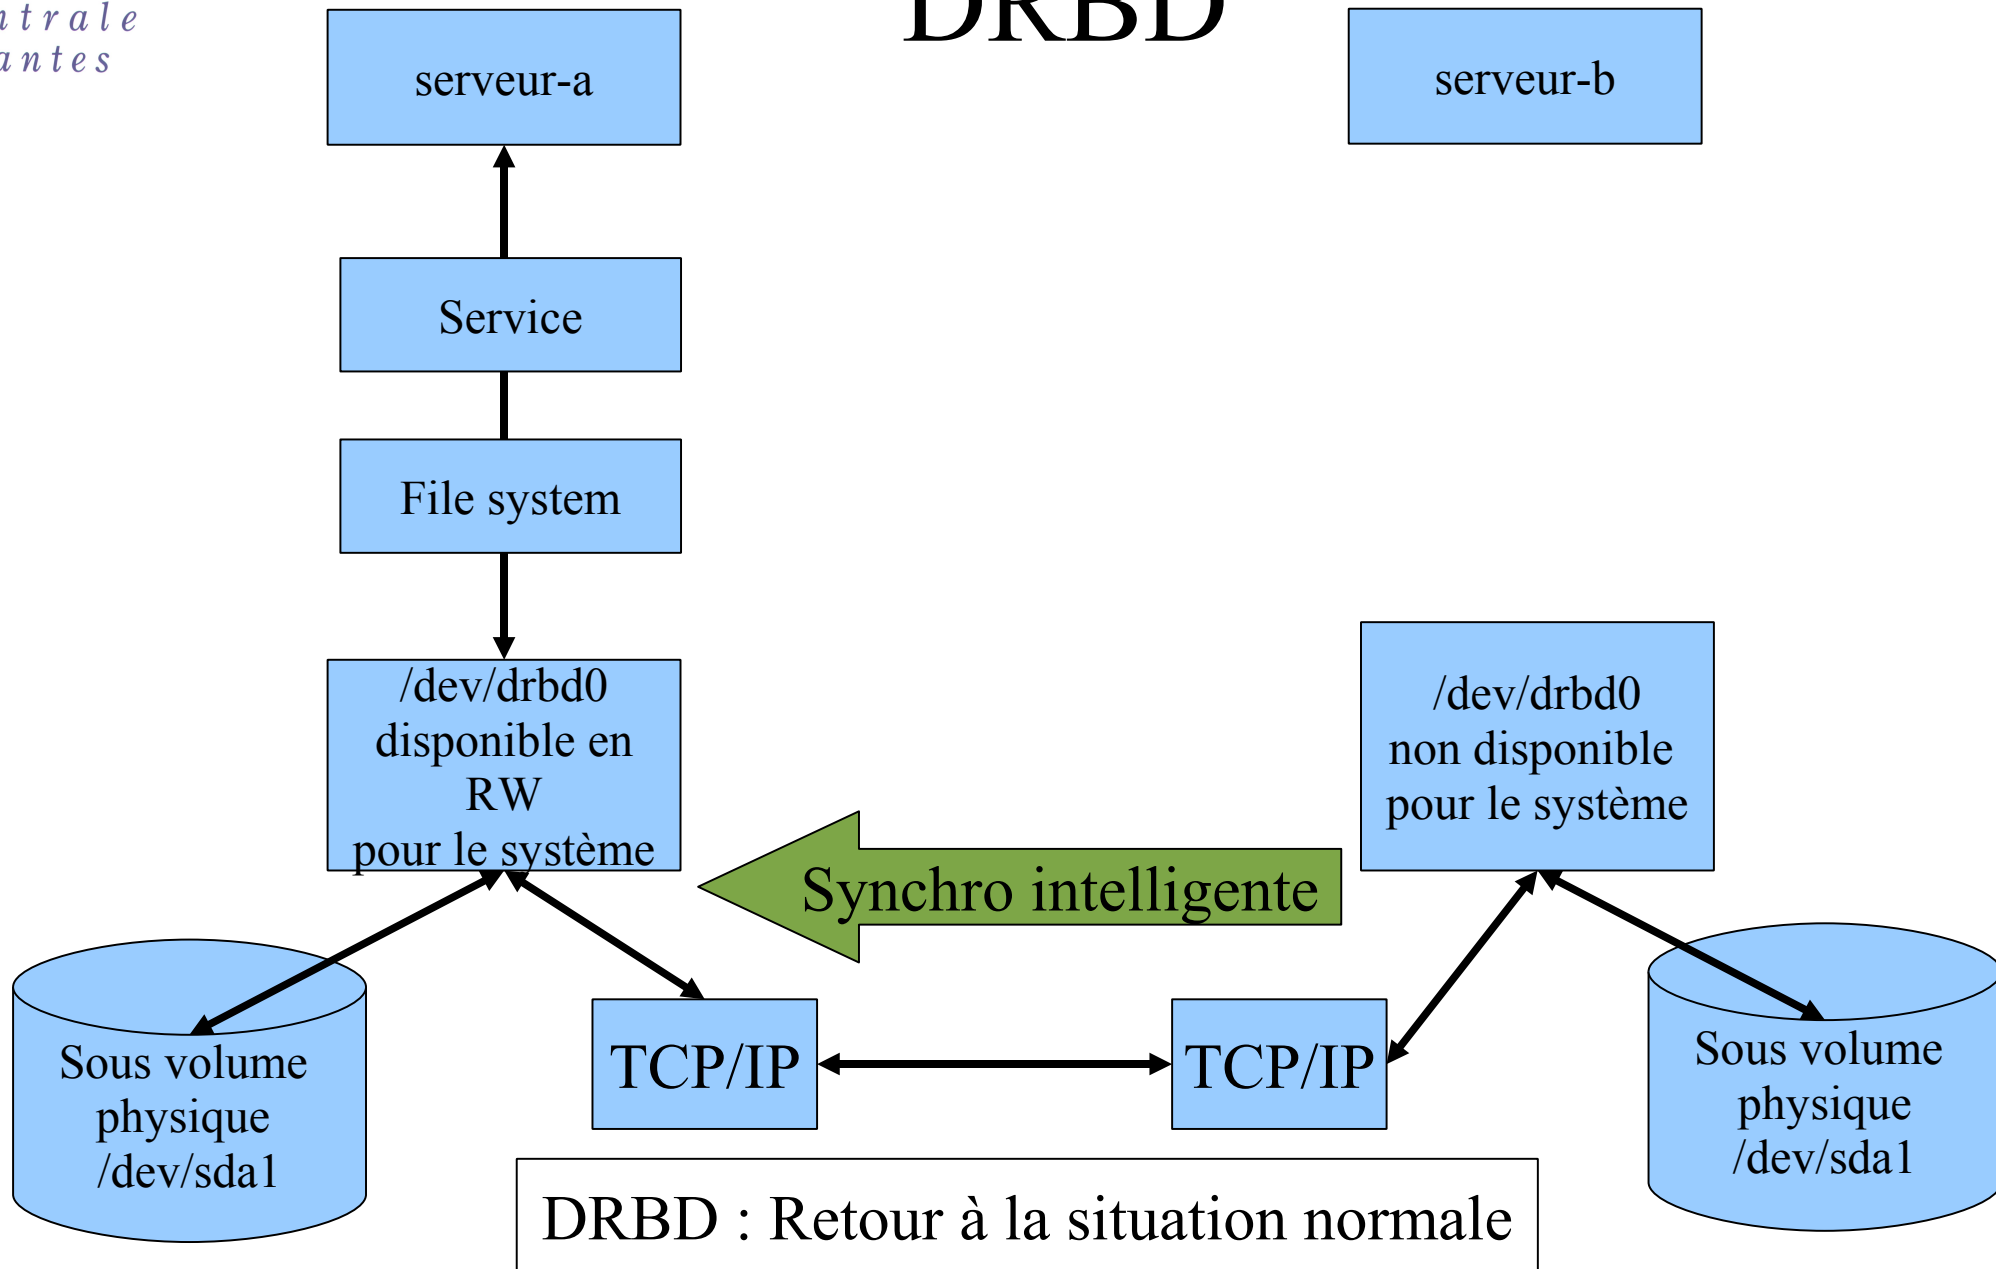 DRBD
serveur-a
serveur-b
Service
File system
/dev/drbd0
disponible en
RW
pour le système
/dev/drbd0
non disponible
pour le système
Synchro intelligente
TCP/IP
TCP/IP
Sous volume
physique
/dev/sda1
Sous volume
physique
/dev/sda1
DRBD : Retour à la situation normale